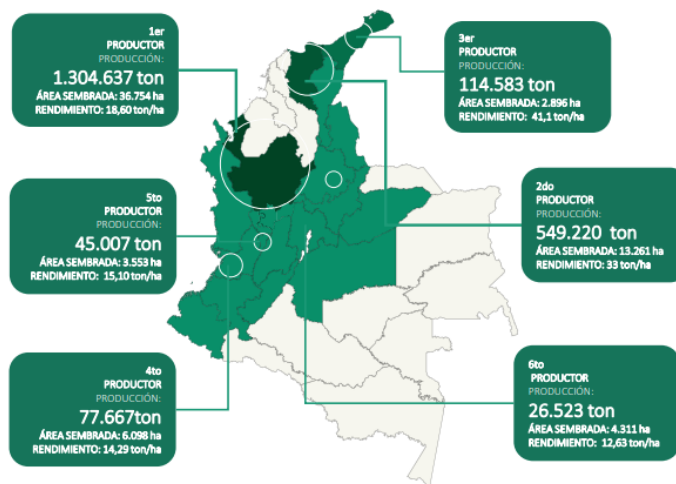 1er
PRODUCTOR
PRODUCCIÓN:
1.304.637 ton
ÁREA SEMBRADA: 36.754 ha
RENDIMIENTO: 18,60 ton/ha
3er
PRODUCTOR
PRODUCCIÓN:
114.583 ton
ÁREA SEMBRADA: 2.896 ha
RENDIMIENTO: 41,1 ton/ha
5to
PRODUCTOR
PRODUCCIÓN:
45.007 ton
ÁREA SEMBRADA: 3.553 ha
RENDIMIENTO: 15,10 ton/ha
2do
PRODUCTOR
PRODUCCIÓN:
549.220 ton
ÁREA SEMBRADA: 13.261 ha
RENDIMIENTO: 33 ton/ha
4to
PRODUCTOR
PRODUCCIÓN:
77.667ton
ÁREA SEMBRADA: 6.098 ha
RENDIMIENTO: 14,29 ton/ha
6to
PRODUCTOR
PRODUCCIÓN:
26.523 ton
ÁREA SEMBRADA: 4.311 ha
RENDIMIENTO: 12,63 ton/ha